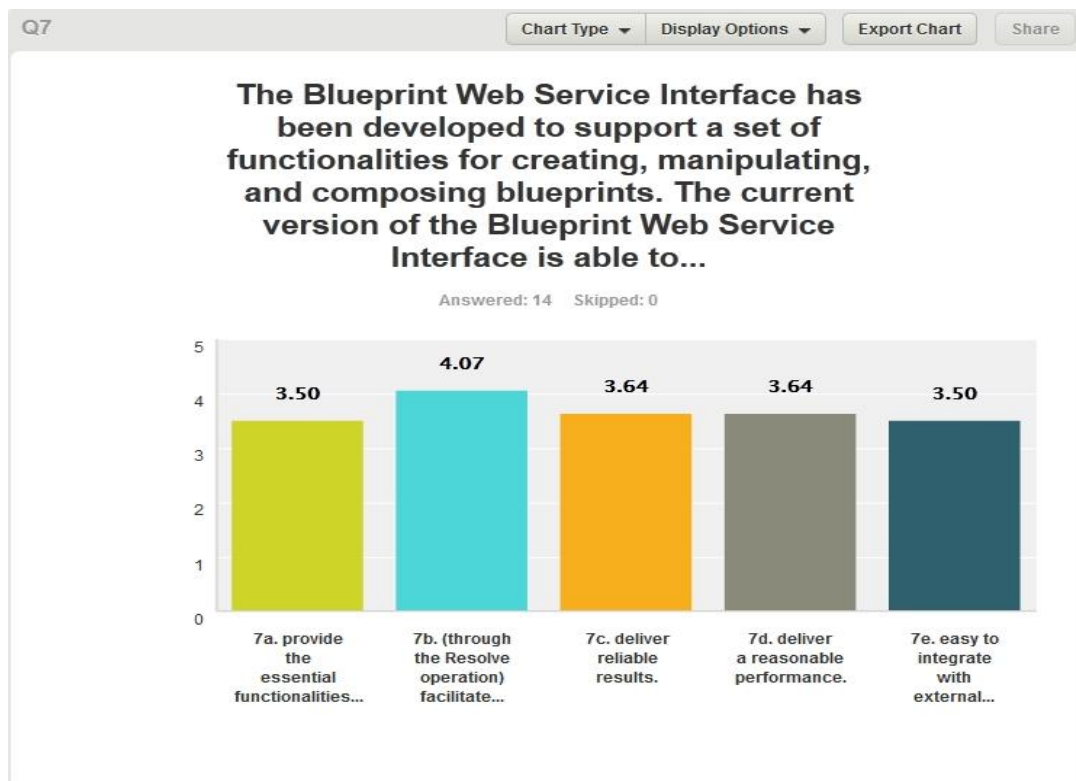 Q7
Chart Type
Display Options
Export Chart
Share
The Blueprint Web Service Interface has
been developed to support a set of
functionalities for creating, manipulating,
and composing blueprints. The current
version of the Blueprint Web Service
Interface is able to...
Answered: 14 Skipped: 0
5
4
3
2
1
0
3.50
4.07
3.64
3.64
3.50
7a. provide
the
essential
functionalities...
7b. (through
the Resolve
operation)
facilitate...
7c. deliver
reliable
results.
7d. deliver
a reasonable
performance.
7e. easy to
integrate
with
external...